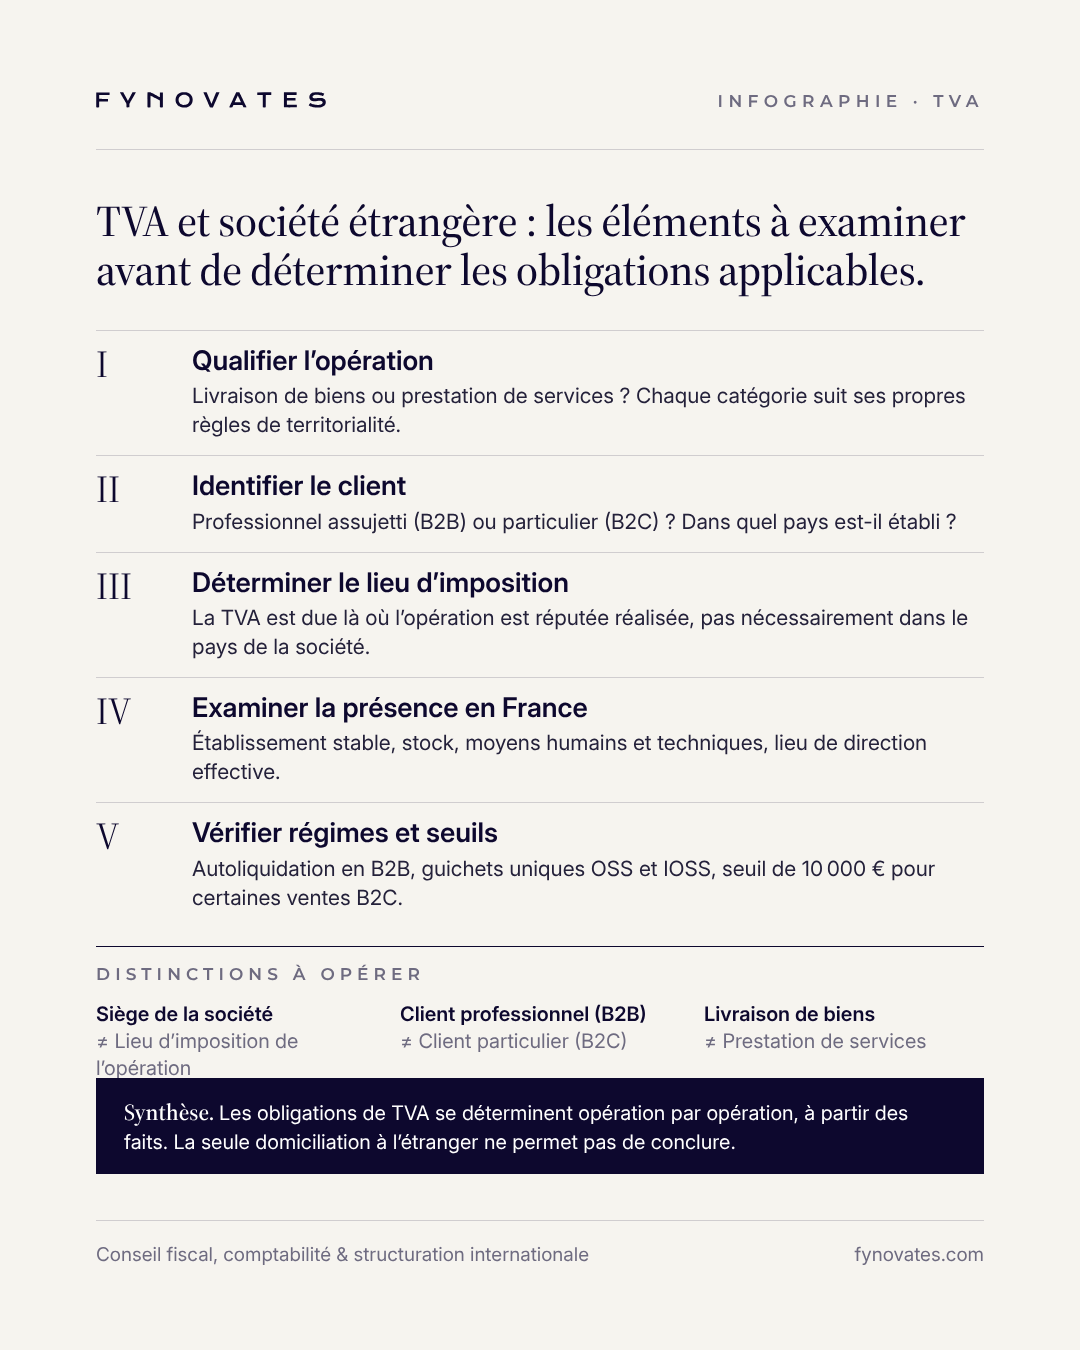 FYNOVATES
INFOGRAPHIE · TVA
TVA et société étrangère : les éléments à examiner
avant de déterminer les obligations applicables.
I
Qualifier l’opération
Livraison de biens ou prestation de services ? Chaque catégorie suit ses propres
règles de territorialité.
II
Identifier le client
Professionnel assujetti (B2B) ou particulier (B2C) ? Dans quel pays est-il établi ?
III
Déterminer le lieu d’imposition
La TVA est due là où l’opération est réputée réalisée, pas nécessairement dans le
pays de la société.
IV
Examiner la présence en France
Établissement stable, stock, moyens humains et techniques, lieu de direction
effective.
V
Vérifier régimes et seuils
Autoliquidation en B2B, guichets uniques OSS et IOSS, seuil de 10 000 € pour
certaines ventes B2C.
DISTINCTIONS À OPÉRER
Siège de la société
≠ Lieu d’imposition de
l’opération
Client professionnel (B2B)
≠ Client particulier (B2C)
Livraison de biens
≠ Prestation de services
Synthèse. Les obligations de TVA se déterminent opération par opération, à partir des
faits. La seule domiciliation à l’étranger ne permet pas de conclure.
Conseil fiscal, comptabilité & structuration internationale
fynovates.com